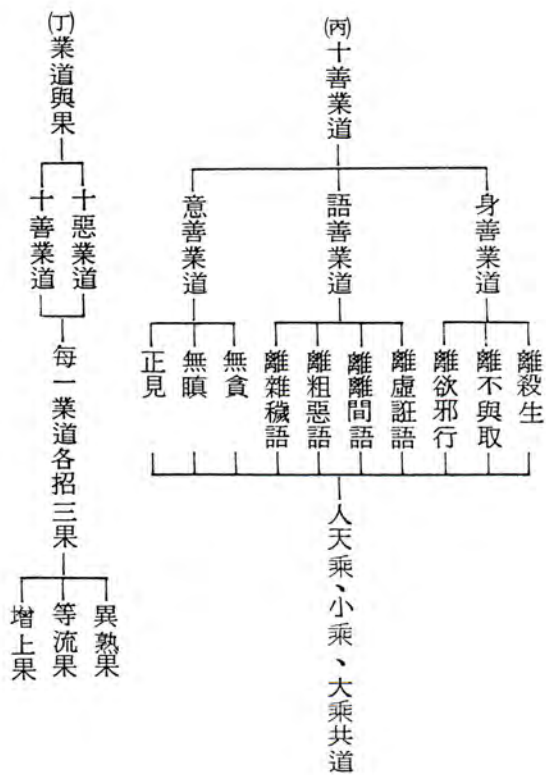 ㈲十善業道
身善業道
離殺生
離不與取
離欲邪行
語善業道
離虛誑語
離離間語
離粗惡語
離雜穢語
意善業道
無貪
無瞋
正見
人天乘、小乘、大乘共道
㈜業道與果
十惡業道
十善業道
每一業道各招三果
異熟果
等流果
增上果